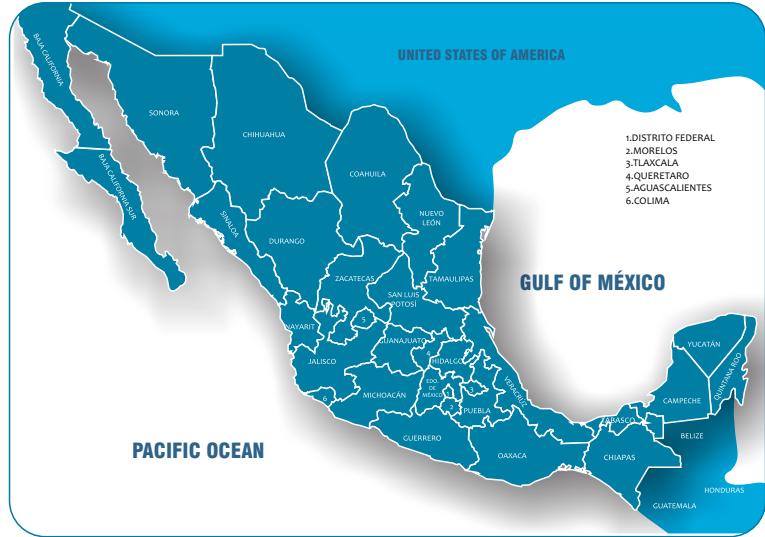 UNITED STATES OF AMERICA
BAJA CALIFORNIA
SONORA
CHIHUAHUA
1.DISTRITO FEDERAL
2.MORELOS
3.TLAXCALA
4.QUERETARO
5.AGUASCALIENTES
6.COLIMA
COAHUILA
BAJA CALIFORNIA SUR
SINALOA
NUEVO
LEÓN
DURANGO
ZACATECAS
TAMAULIPAS
GULF OF MÉXICO
SAN LUIS
POTOSÍ
5
NAYARIT
GUANAJUATO
YUCATÁN
4
HIDALGO
JALISCO
QUINTANA ROO
EDO.
DE
MÉXICO
3
VERACRUZ
6
MICHOACÁN
CAMPECHE
2
PUEBLA
TABASCO
GUERRERO
BELIZE
PACIFIC OCEAN
OAXACA
CHIAPAS
HONDURAS
GUATEMALA